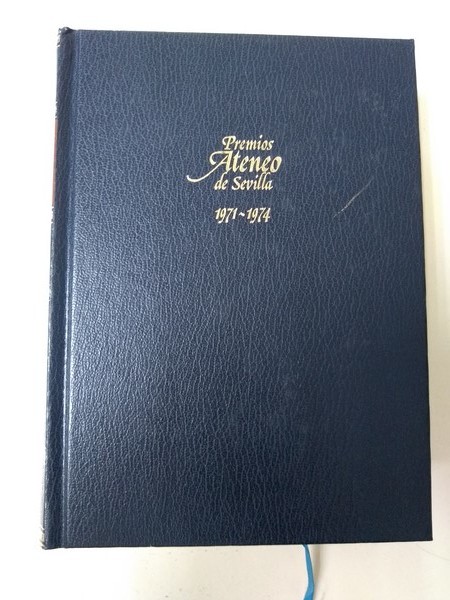 Premios
Ateneo
de Sevilla
1971~1974